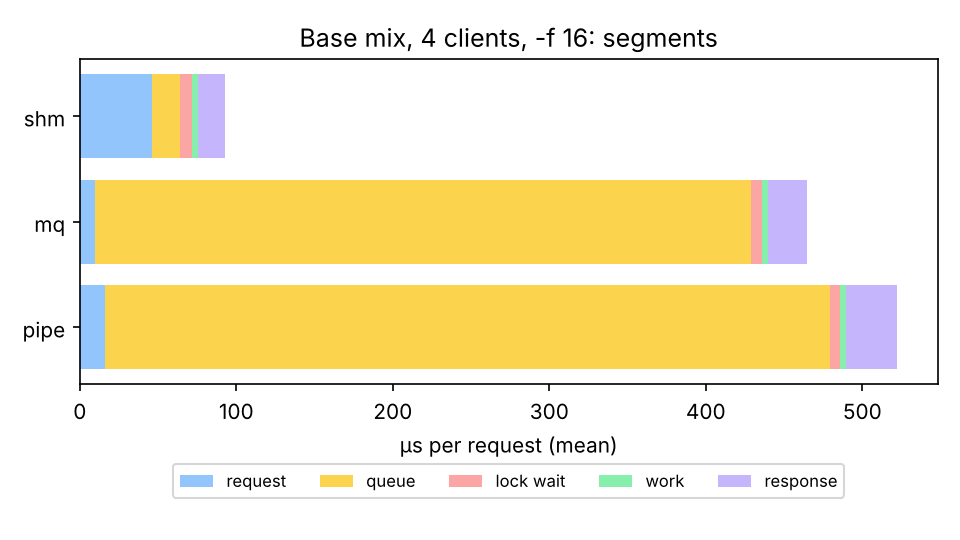 Base mix, 4 clients, -f 16: segments
shm
mq
pipe
0 100 200 300 400 500
µs per request (mean)
request queue lock wait work response